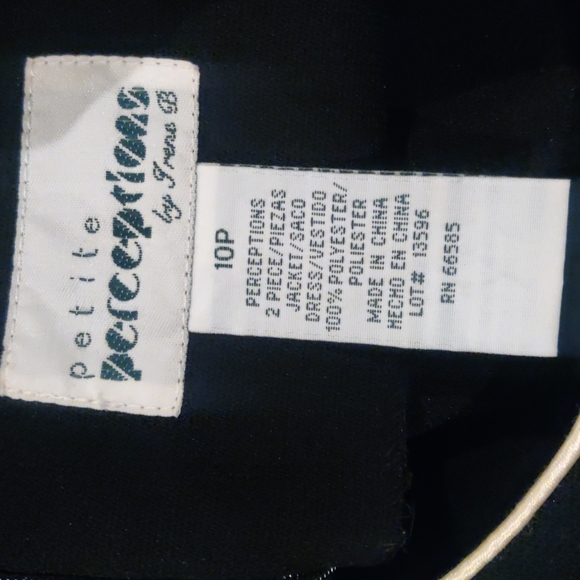 petite
perceptions
by Irene B
10P
PERCEPTIONS
2 PIECE/PIEZAS
JACKET/SACO
DRESS/VESTIDO
100% POLYESTER/
POLIESTER
MADE IN CHINA
HECHO EN CHINA
LOT# 13596
RN 66585